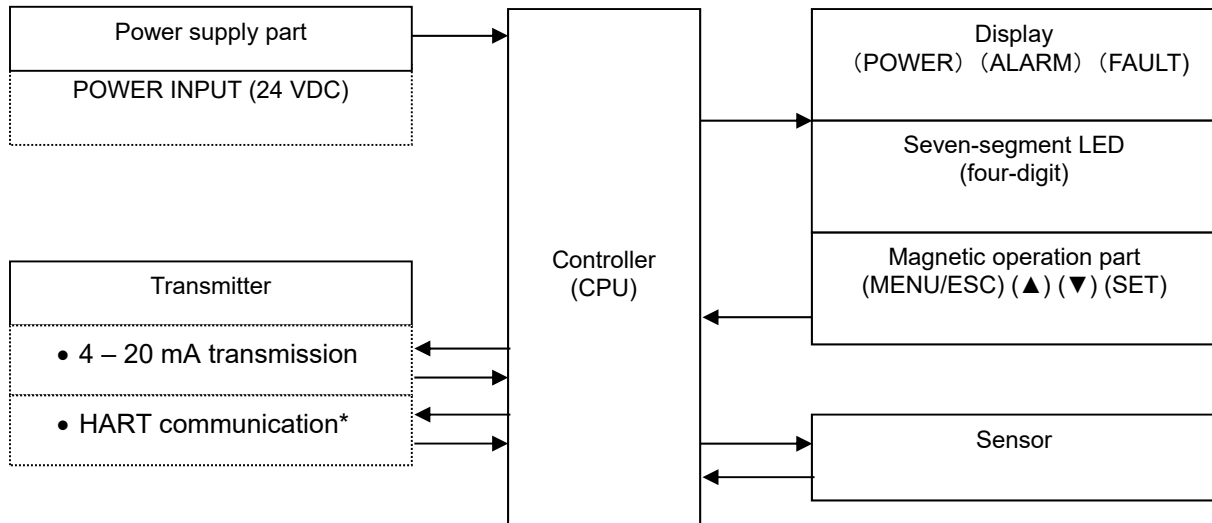 Power supply part
POWER INPUT (24 VDC)
Transmitter
• 4 – 20 mA transmission
• HART communication*
Controller
(CPU)
Display
（POWER）（ALARM）（FAULT）
Seven-segment LED
(four-digit)
Magnetic operation part
(MENU/ESC) (▲) (▼) (SET)
Sensor